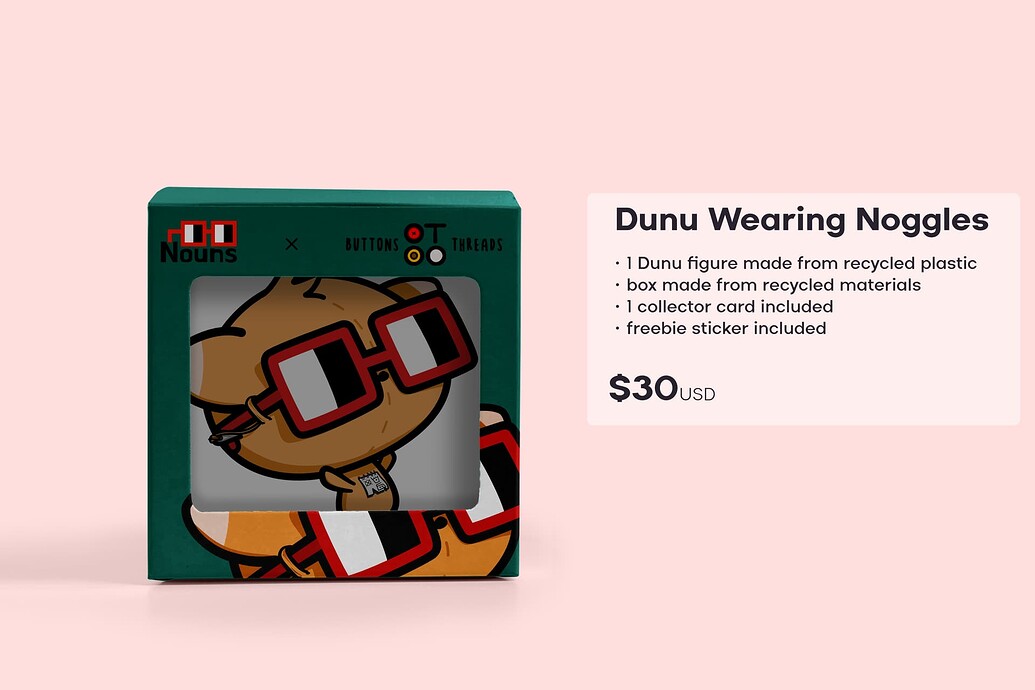 Nouns
×
BUTTONS
THREADS
Dunu Wearing Noggles
· 1 Dunu figure made from recycled plastic
· box made from recycled materials
· 1 collector card included
· freebie sticker included
$30USD